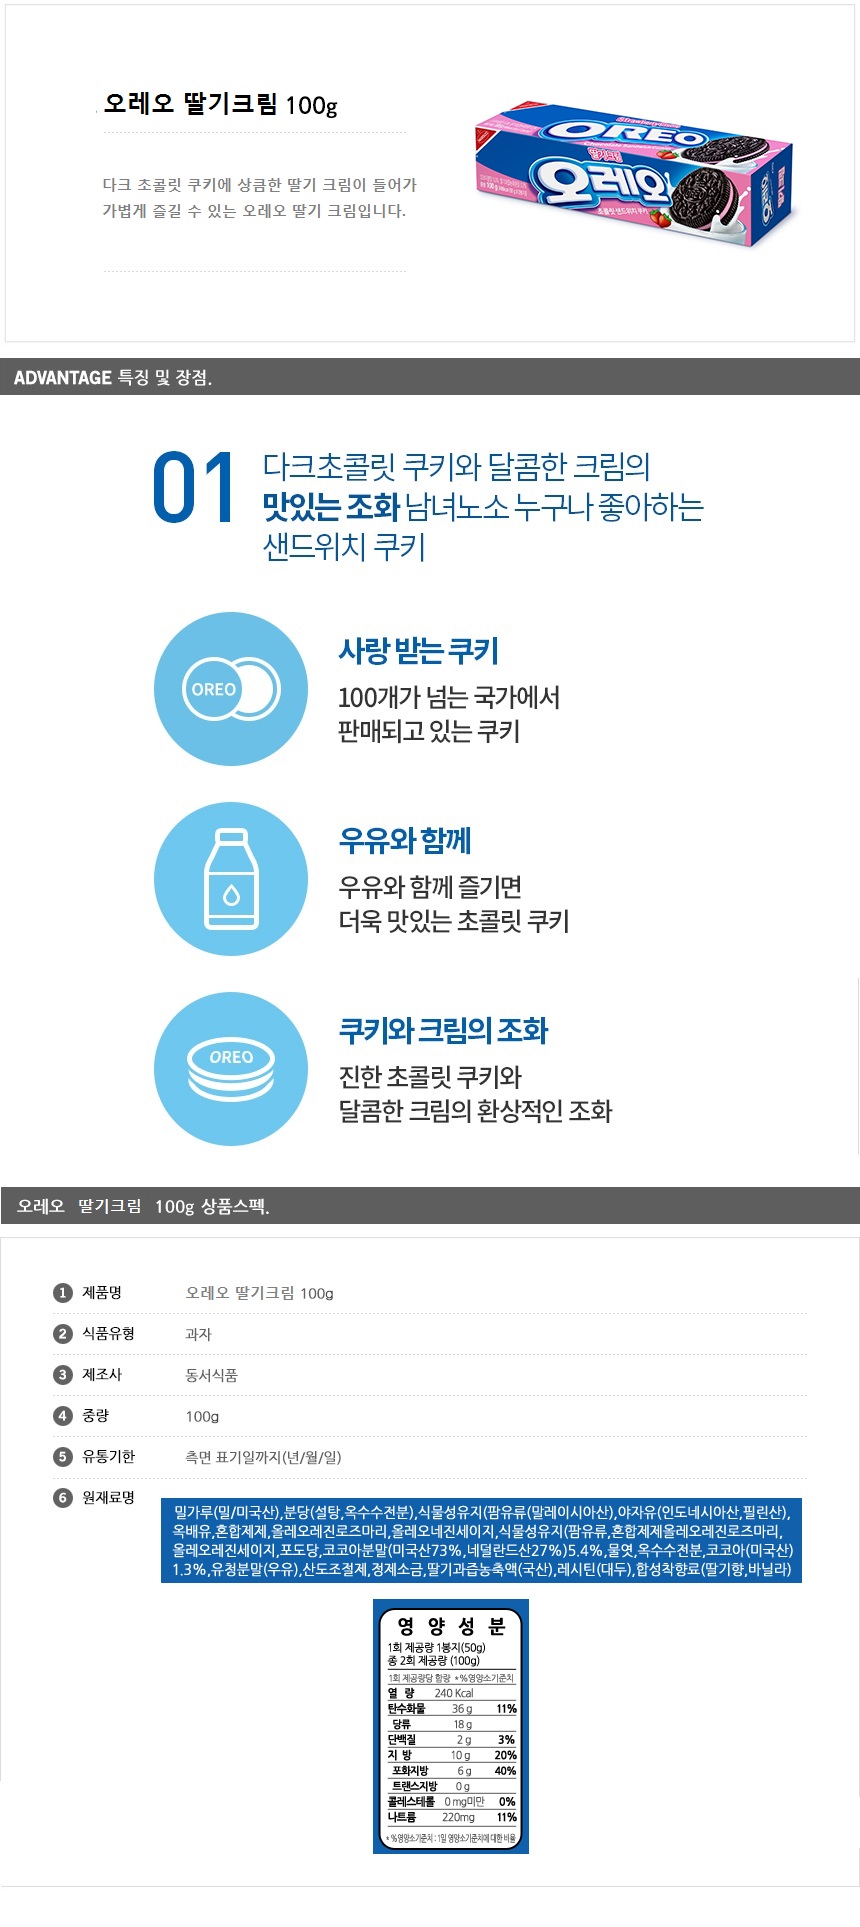 오레오 딸기크림 100g
다크 초콜릿 쿠키에 상큼한 딸기 크림이 들어가
가볍게 즐길 수 있는 오레오 딸기 크림입니다.
OREO
딸기크림
오레오
초콜릿 샌드위치 쿠키
오레오
ADVANTAGE 특징 및 장점.
01
다크초콜릿 쿠키와 달콤한 크림의
맛있는 조화 남녀노소 누구나 좋아하는
샌드위치 쿠키
OREO
사랑 받는 쿠키
100개가 넘는 국가에서
판매되고 있는 쿠키
우유와 함께
우유와 함께 즐기면
더욱 맛있는 초콜릿 쿠키
OREO
쿠키와 크림의 조화
진한 초콜릿 쿠키와
달콤한 크림의 환상적인 조화
오레오 딸기크림 100g 상품스펙.
1 제품명 오레오 딸기크림 100g
2 식품유형 과자
3 제조사 동서식품
4 중량 100g
5 유통기한 측면 표기일까지(년/월/일)
6 원재료명
밀가루(밀/미국산),분당(설탕,옥수수전분),식물성유지(팜유류(말레이시아산),야자유(인도네시아산,필린산),
옥배유,혼합제제,올레오레진로즈마리,올레오네진세이지,식물성유지(팜유류,혼합제제올레오레진로즈마리,
올레오레진세이지,포도당,코코아분말(미국산73%,네덜란드산27%)5.4%,물엿,옥수수전분,코코아(미국산)
1.3%,유청분말(우유),산도조절제,정제소금,딸기과즙농축액(국산),레시틴(대두),합성착향료(딸기향,바닐라)
영 양 성 분
1회 제공량 1봉지(50g)
종 2회 제공량 (100g)
1회 제공량당 함량 *%영양소기준치
열 량 240 Kcal
탄수화물 36 g 11%
당류 18 g
단백질 2 g 3%
지 방 10 g 20%
포화지방 6 g 40%
트랜스지방 0 g
콜레스테롤 0 mg미만 0%
나트륨 220mg 11%
*%영양소기준치 : 1일 영양소기준치에 대한 비율